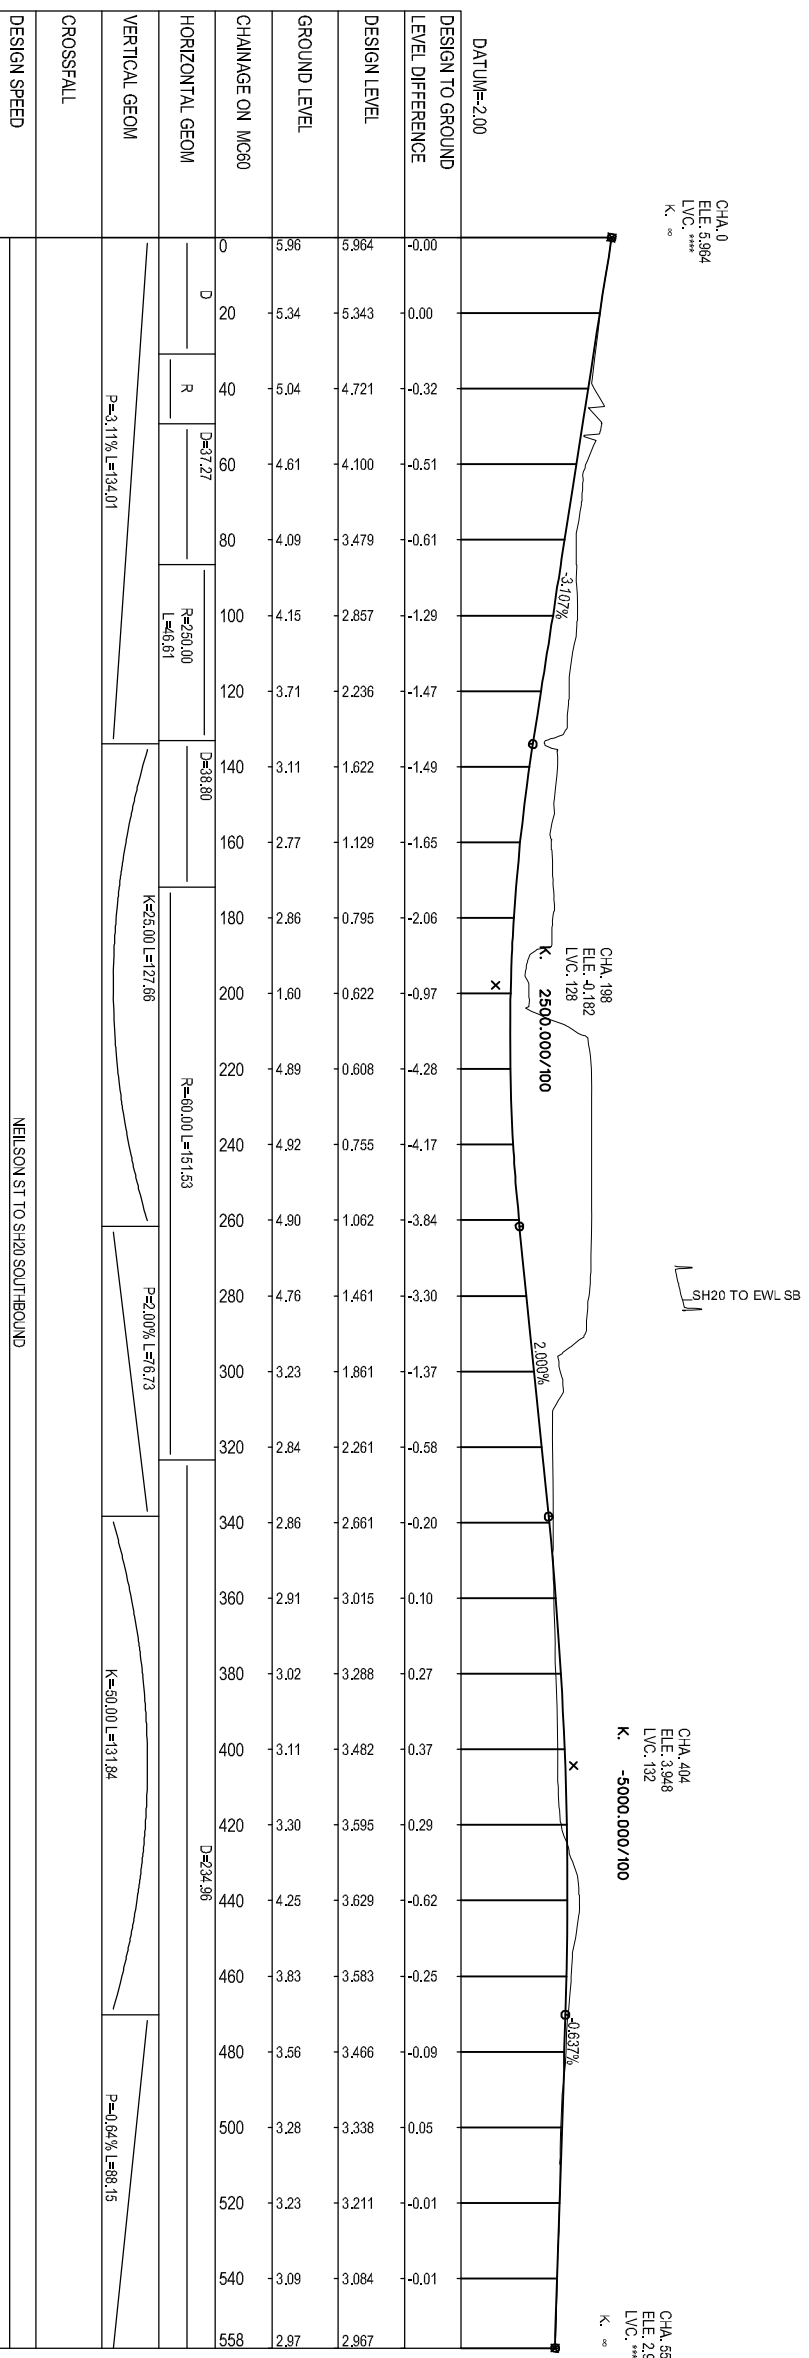 CHA. 0
ELE. 5.964
LVC. ****
K. ∞
CHA. 198
ELE. -0.182
LVC. 128
K. 2500.000/100
SH20 TO EWL SB
CHA. 404
ELE. 3.948
LVC. 132
K. -5000.000/100
CHA. 55
ELE. 2.9
LVC. ***
K. ∞
-3.107%
2.000%
-0.637%
DATUM=-2.00
DESIGN TO GROUND
LEVEL DIFFERENCE
-0.00 0.00 -0.32 -0.51 -0.61 -1.29 -1.47 -1.49 -1.65 -2.06 -0.97 -4.28 -4.17 -3.84 -3.30 -1.37 -0.58 -0.20 0.10 0.27 0.37 0.29 -0.62 -0.25 -0.09 0.05 -0.01 -0.01
DESIGN LEVEL 5.964 5.343 4.721 4.100 3.479 2.857 2.236 1.622 1.129 0.795 0.622 0.608 0.755 1.062 1.461 1.861 2.261 2.661 3.015 3.288 3.482 3.595 3.629 3.583 3.466 3.338 3.211 3.084 2.967
GROUND LEVEL 5.96 5.34 5.04 4.61 4.09 4.15 3.71 3.11 2.77 2.86 1.60 4.89 4.92 4.90 4.76 3.23 2.84 2.86 2.91 3.02 3.11 3.30 4.25 3.83 3.56 3.28 3.23 3.09 2.97
CHAINAGE ON MC60 0 20 40 60 80 100 120 140 160 180 200 220 240 260 280 300 320 340 360 380 400 420 440 460 480 500 520 540 558
HORIZONTAL GEOM D R D=37.27 R=250.00 L=46.61 D=38.80 R=-60.00 L=151.53 D=234.96
VERTICAL GEOM P=-3.11% L=134.01 K=25.00 L=127.66 P=2.00% L=76.73 K=-50.00 L=131.84 P=-0.64% L=88.15
CROSSFALL
DESIGN SPEED
NEILSON ST TO SH20 SOUTHBOUND